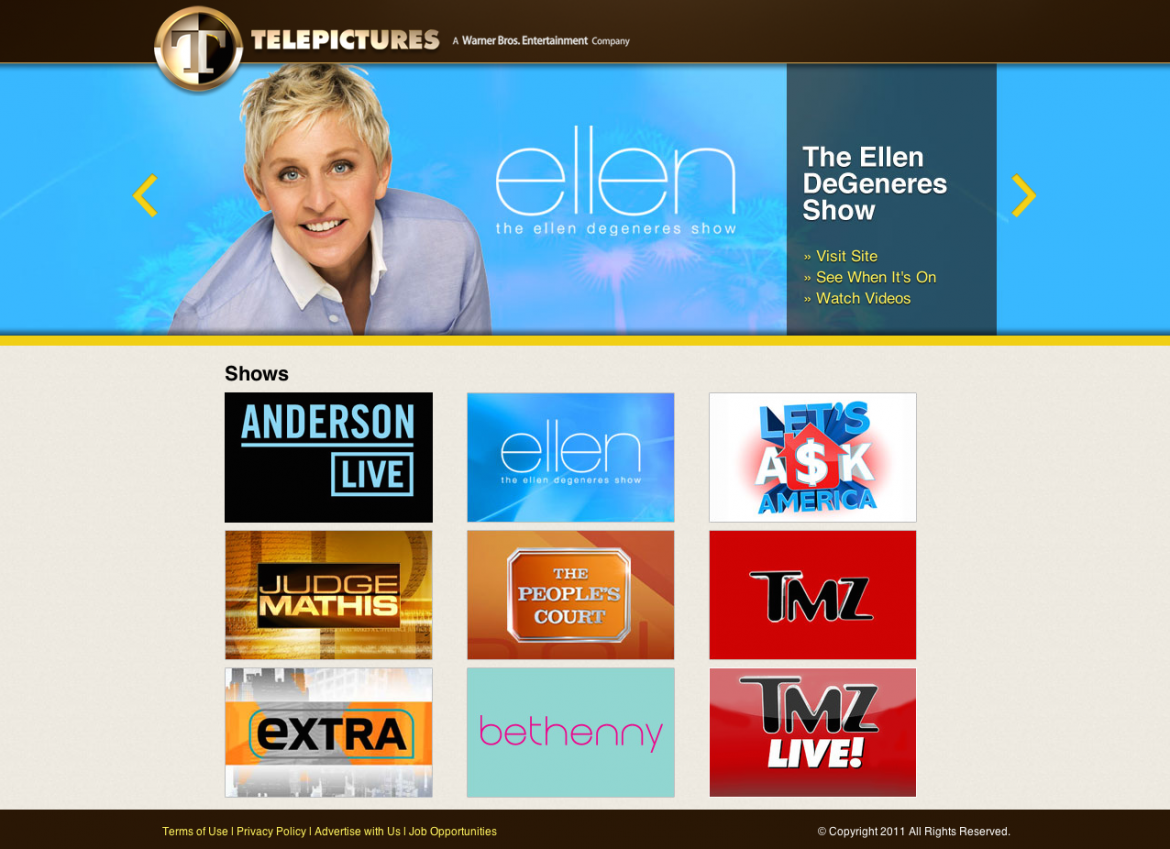 T TELEPICTURES A Warner Bros. Entertainment Company
ellen
the ellen degeneres show
The Ellen
DeGeneres
Show
» Visit Site
» See When It's On
» Watch Videos
Shows
ANDERSON
LIVE
ellen
the ellen degeneres show
LET'S
A$K
AMERICA
JUDGE
MATHIS
THE
PEOPLE'S
COURT
TMZ
eXTRA
bethenny
TMZ
LIVE!
Terms of Use | Privacy Policy | Advertise with Us | Job Opportunities
© Copyright 2011 All Rights Reserved.